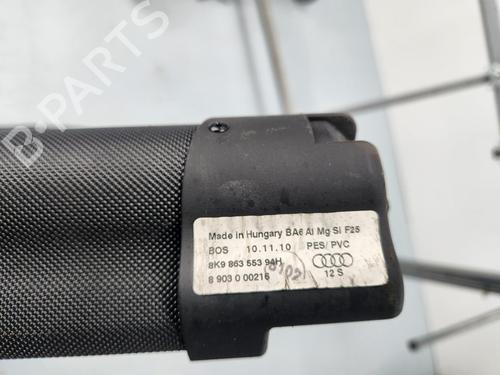 Made in Hungary BA6 Al Mg Si F25
BOS 10.11.10 PES/PVC
8K9 863 553 94H
8 903 0 00216
12 S
B